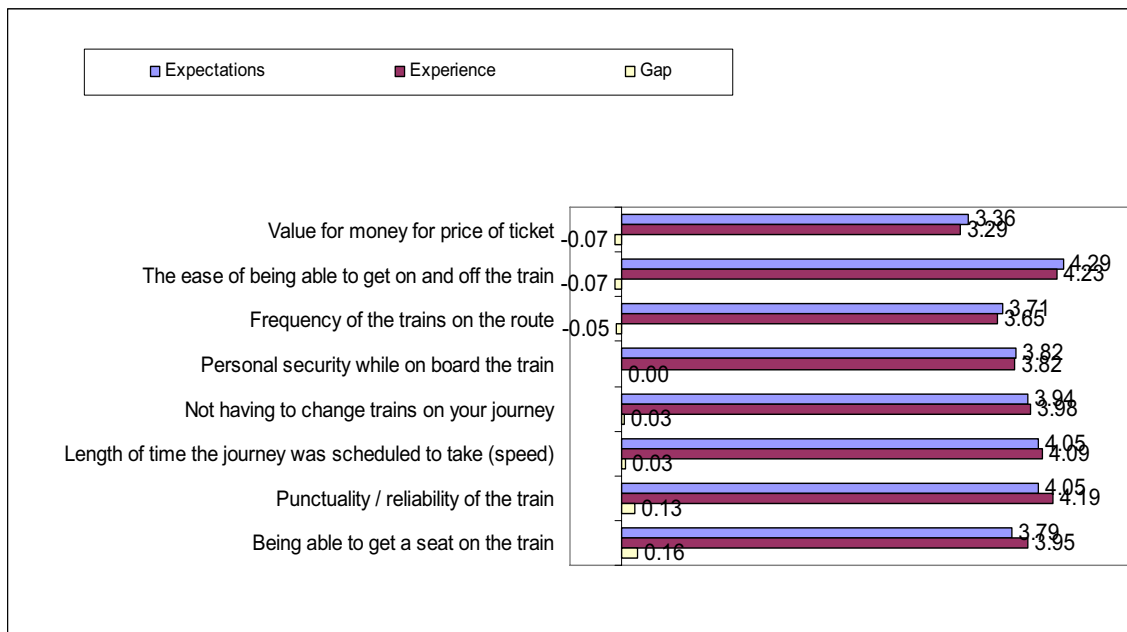 Expectations Experience Gap
Value for money for price of ticket 3.36
3.29
-0.07
The ease of being able to get on and off the train 4.29
4.23
-0.07
Frequency of the trains on the route 3.71
3.65
-0.05
Personal security while on board the train 3.82
3.82
0.00
Not having to change trains on your journey 3.94
3.98
0.03
Length of time the journey was scheduled to take (speed) 4.05
4.09
0.03
Punctuality / reliability of the train 4.05
4.19
0.13
Being able to get a seat on the train 3.79
3.95
0.16